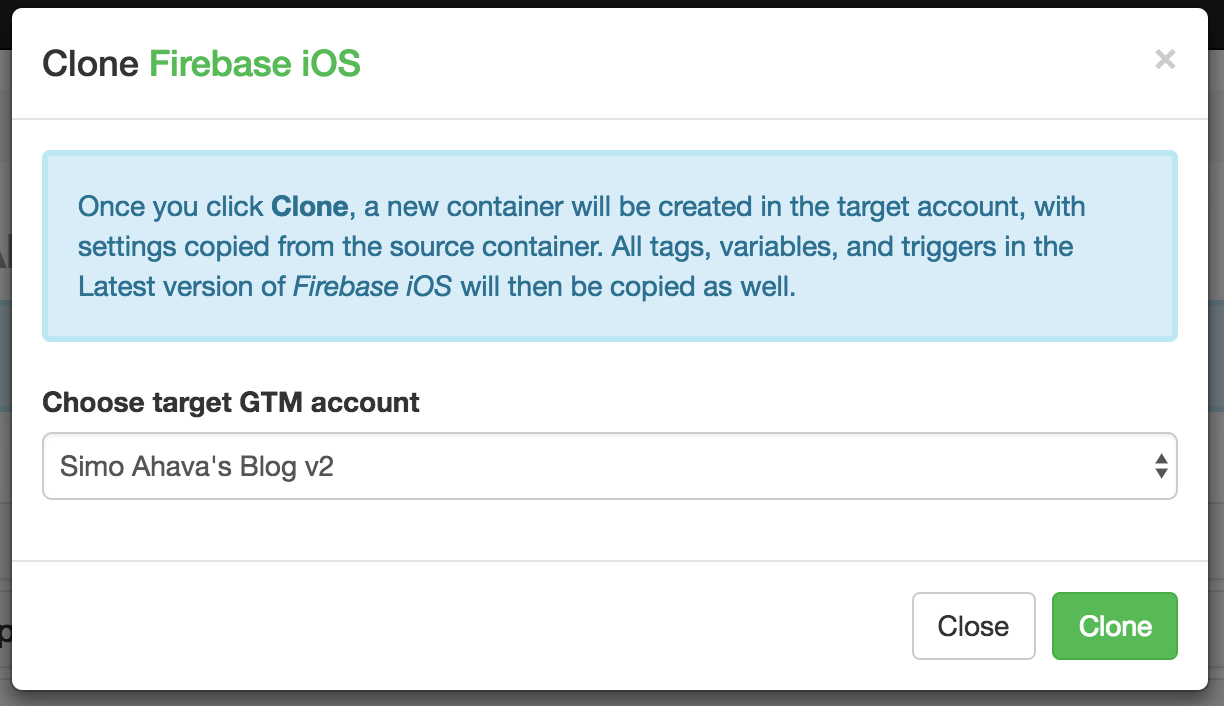 Clone Firebase iOS
×
Once you click Clone, a new container will be created in the target account, with
settings copied from the source container. All tags, variables, and triggers in the
Latest version of Firebase iOS will then be copied as well.
Choose target GTM account
Simo Ahava's Blog v2
Close
Clone